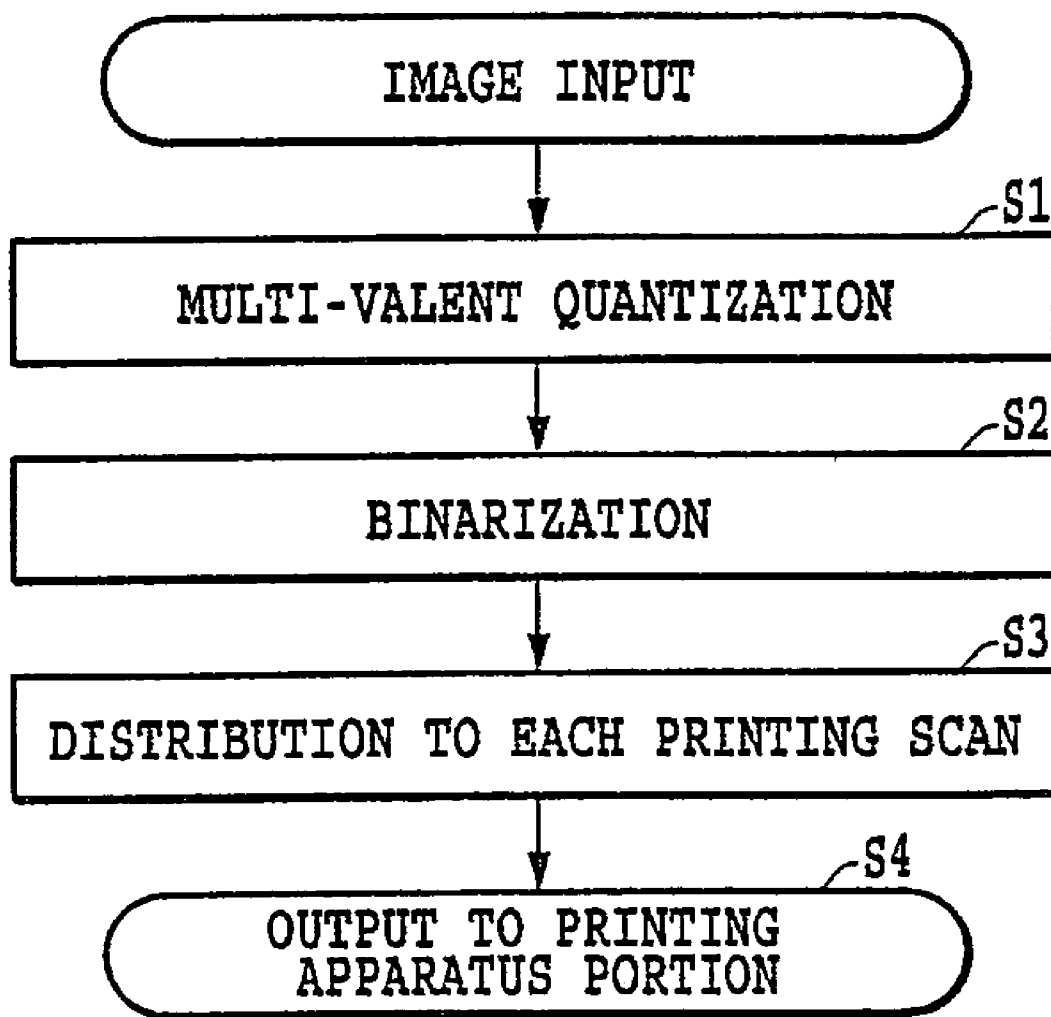 IMAGE INPUT
S1
MULTI-VALENT QUANTIZATION
S2
BINARIZATION
S3
DISTRIBUTION TO EACH PRINTING SCAN
S4
OUTPUT TO PRINTING
APPARATUS PORTION